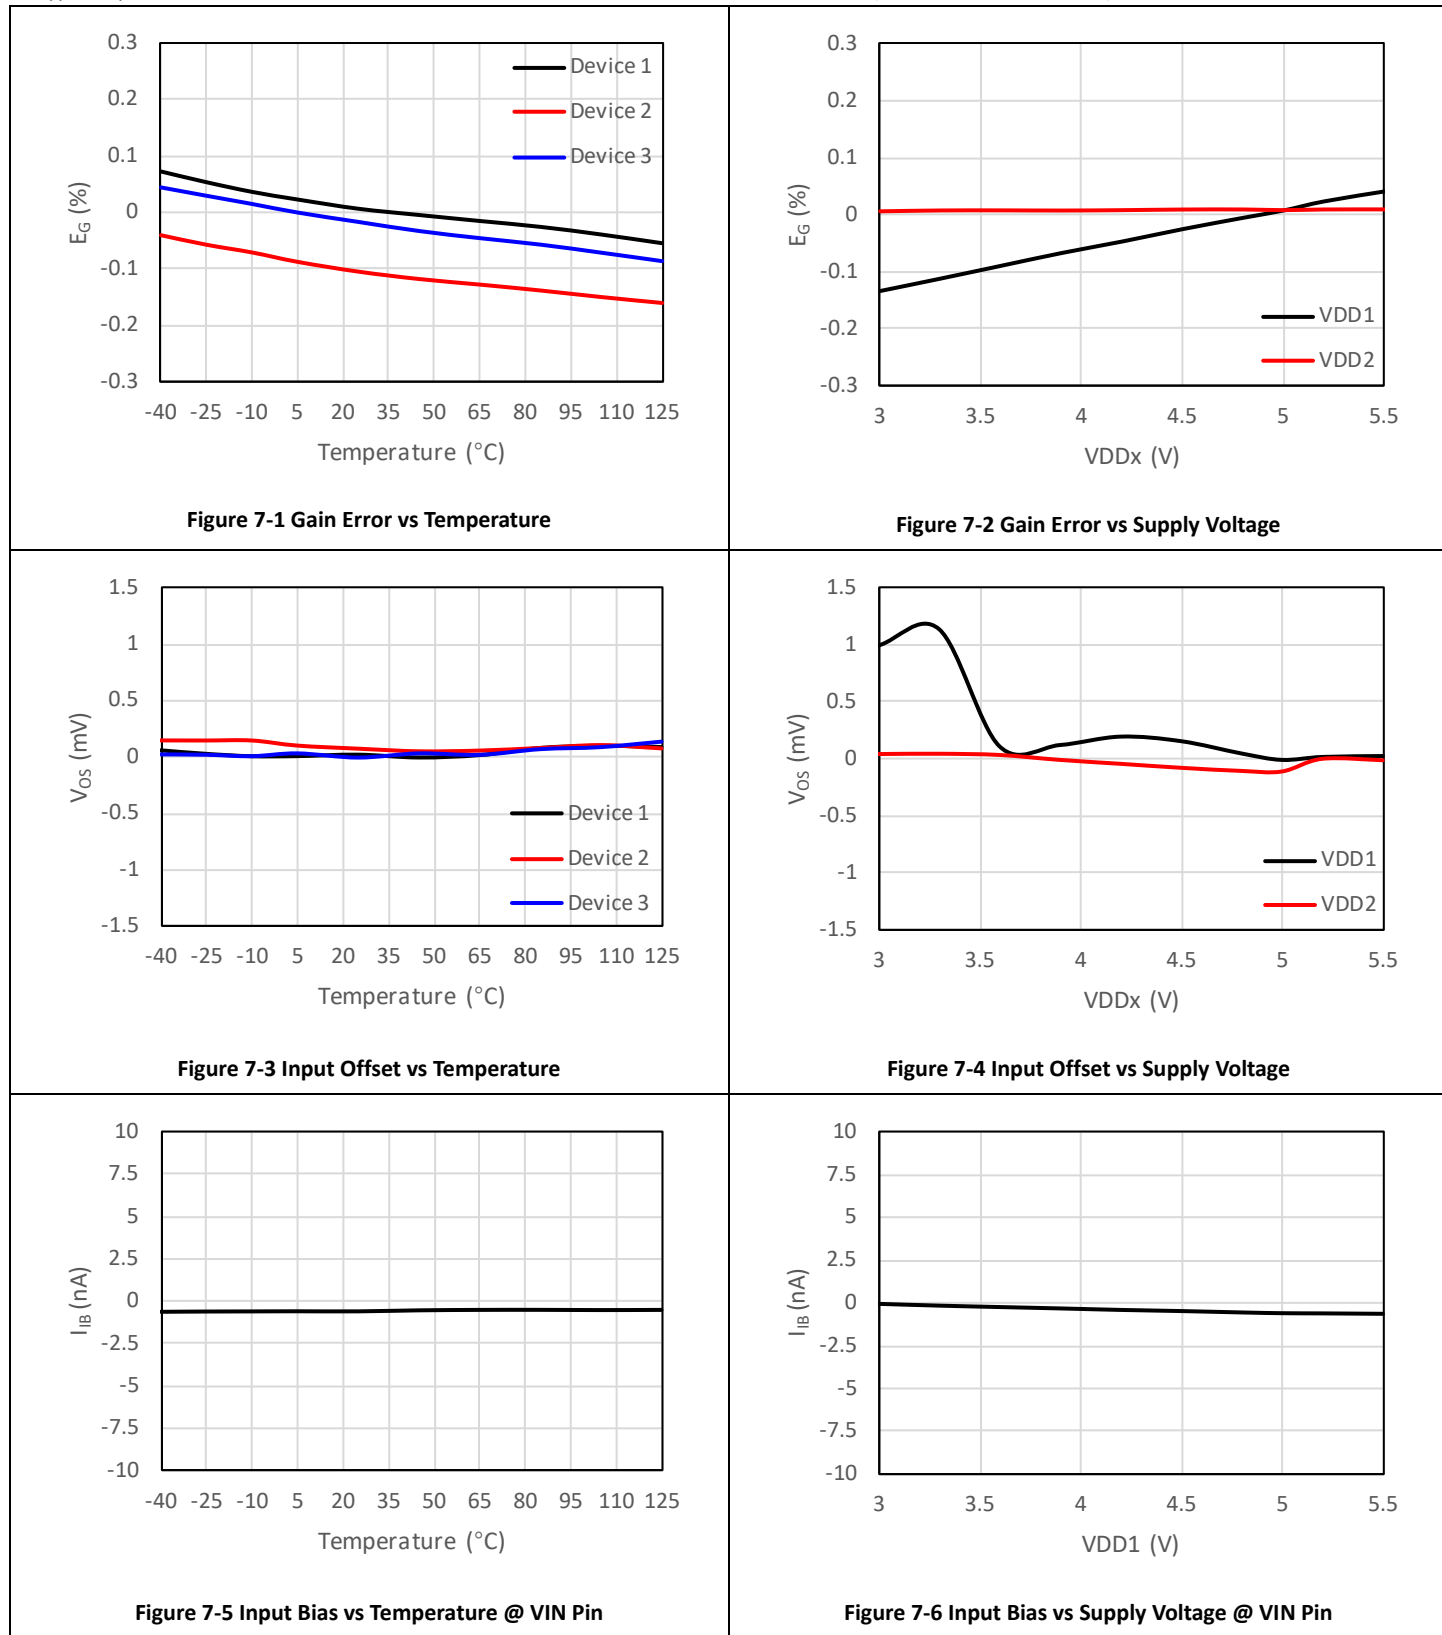 0.3
0.2
0.1
0
-0.1
-0.2
-0.3
E_G (%)
Device 1
Device 2
Device 3
-40 -25 -10 5 20 35 50 65 80 95 110 125
Temperature (°C)
Figure 7-1 Gain Error vs Temperature
0.3
0.2
0.1
0
-0.1
-0.2
-0.3
E_G (%)
VDD1
VDD2
3 3.5 4 4.5 5 5.5
VDDx (V)
Figure 7-2 Gain Error vs Supply Voltage
1.5
1
0.5
0
-0.5
-1
-1.5
V_OS (mV)
Device 1
Device 2
Device 3
-40 -25 -10 5 20 35 50 65 80 95 110 125
Temperature (°C)
Figure 7-3 Input Offset vs Temperature
1.5
1
0.5
0
-0.5
-1
-1.5
V_OS (mV)
VDD1
VDD2
3 3.5 4 4.5 5 5.5
VDDx (V)
Figure 7-4 Input Offset vs Supply Voltage
10
7.5
5
2.5
0
-2.5
-5
-7.5
-10
I_IB (nA)
-40 -25 -10 5 20 35 50 65 80 95 110 125
Temperature (°C)
Figure 7-5 Input Bias vs Temperature @ VIN Pin
10
7.5
5
2.5
0
-2.5
-5
-7.5
-10
I_IB (nA)
3 3.5 4 4.5 5 5.5
VDD1 (V)
Figure 7-6 Input Bias vs Supply Voltage @ VIN Pin